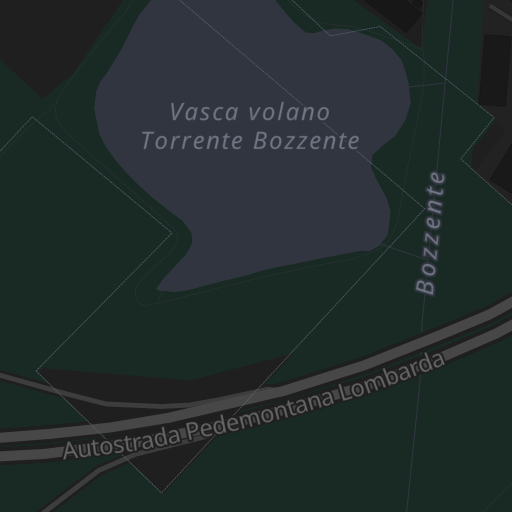 Vasca volano
Torrente Bozzente
Bozzente
Autostrada Pedemontana Lombarda